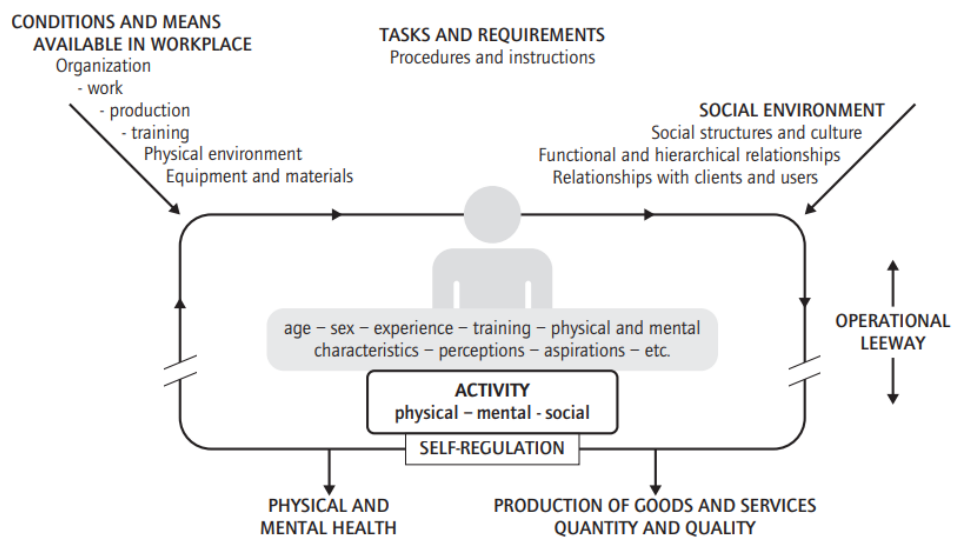 CONDITIONS AND MEANS
AVAILABLE IN WORKPLACE
Organization
- work
- production
- training
Physical environment
Equipment and materials
TASKS AND REQUIREMENTS
Procedures and instructions
SOCIAL ENVIRONMENT
Social structures and culture
Functional and hierarchical relationships
Relationships with clients and users
age – sex – experience – training – physical and mental
characteristics – perceptions – aspirations – etc.
ACTIVITY
physical – mental - social
SELF-REGULATION
OPERATIONAL
LEEWAY
PHYSICAL AND
MENTAL HEALTH
PRODUCTION OF GOODS AND SERVICES
QUANTITY AND QUALITY